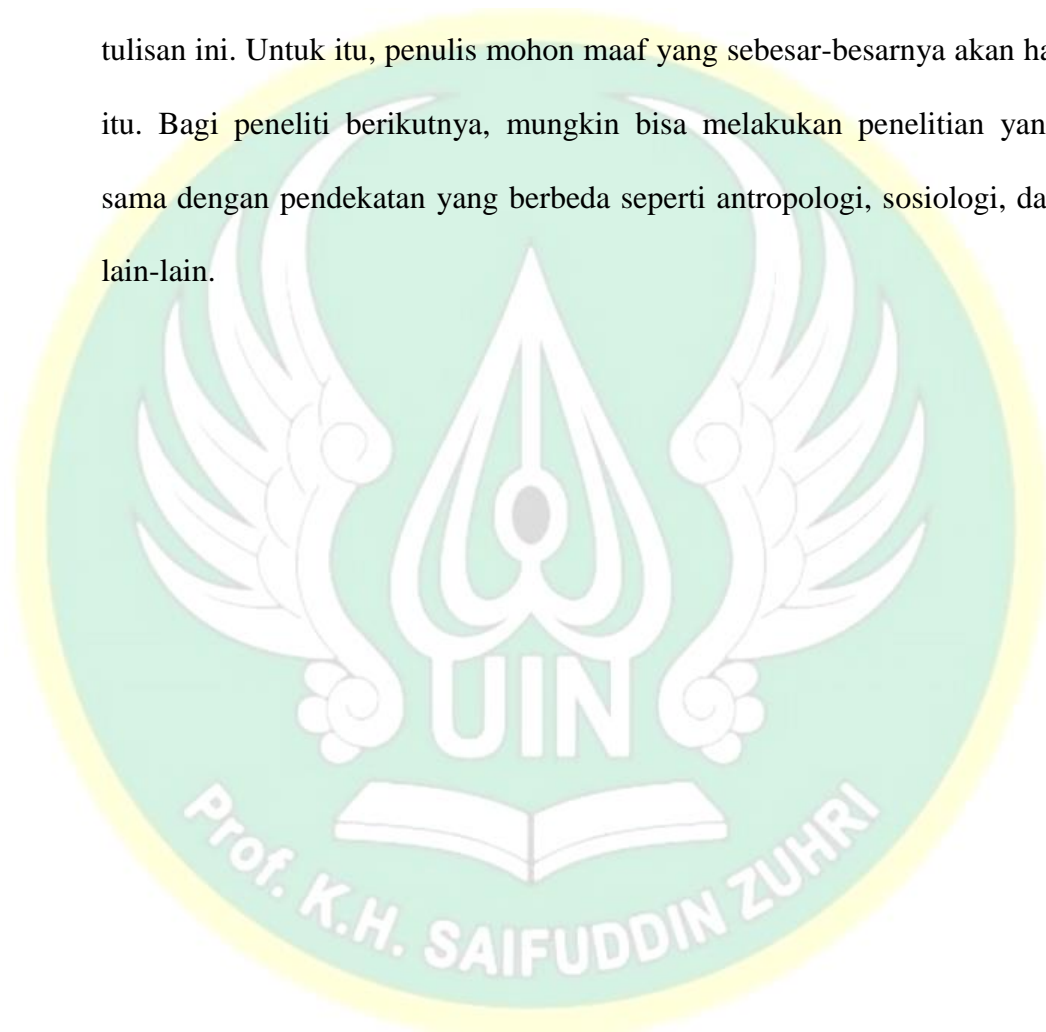 tulisan ini. Untuk itu, penulis mohon maaf yang sebesar-besarnya akan ha
itu. Bagi peneliti berikutnya, mungkin bisa melakukan penelitian yan
sama dengan pendekatan yang berbeda seperti antropologi, sosiologi, da
lain-lain.
UIN
Prof. K.H. SAIFUDDIN ZUHRI